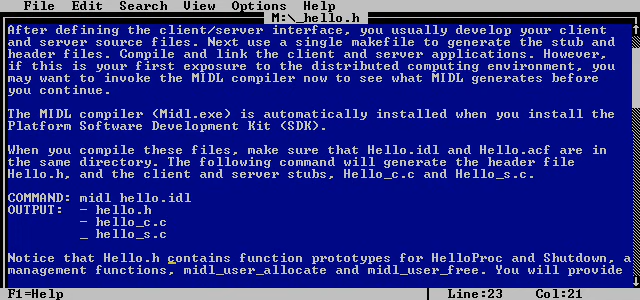 File Edit Search View Options Help
M:\_hello.h
After defining the client/server interface, you usually develop your client
and server source files. Next use a single makefile to generate the stub and
header files. Compile and link the client and server applications. However,
if this is your first exposure to the distributed computing environment, you
may want to invoke the MIDL compiler now to see what MIDL generates before
you continue.
The MIDL compiler (Midl.exe) is automatically installed when you install the
Platform Software Development Kit (SDK).
When you compile these files, make sure that Hello.idl and Hello.acf are in
the same directory. The following command will generate the header file
Hello.h, and the client and server stubs, Hello_c.c and Hello_s.c.
COMMAND: midl hello.idl
OUTPUT: - hello.h
- hello_c.c
_ hello_s.c
Notice that Hello.h contains function prototypes for HelloProc and Shutdown, a
management functions, midl_user_allocate and midl_user_free. You will provide
F1=Help Line:23 Col:21